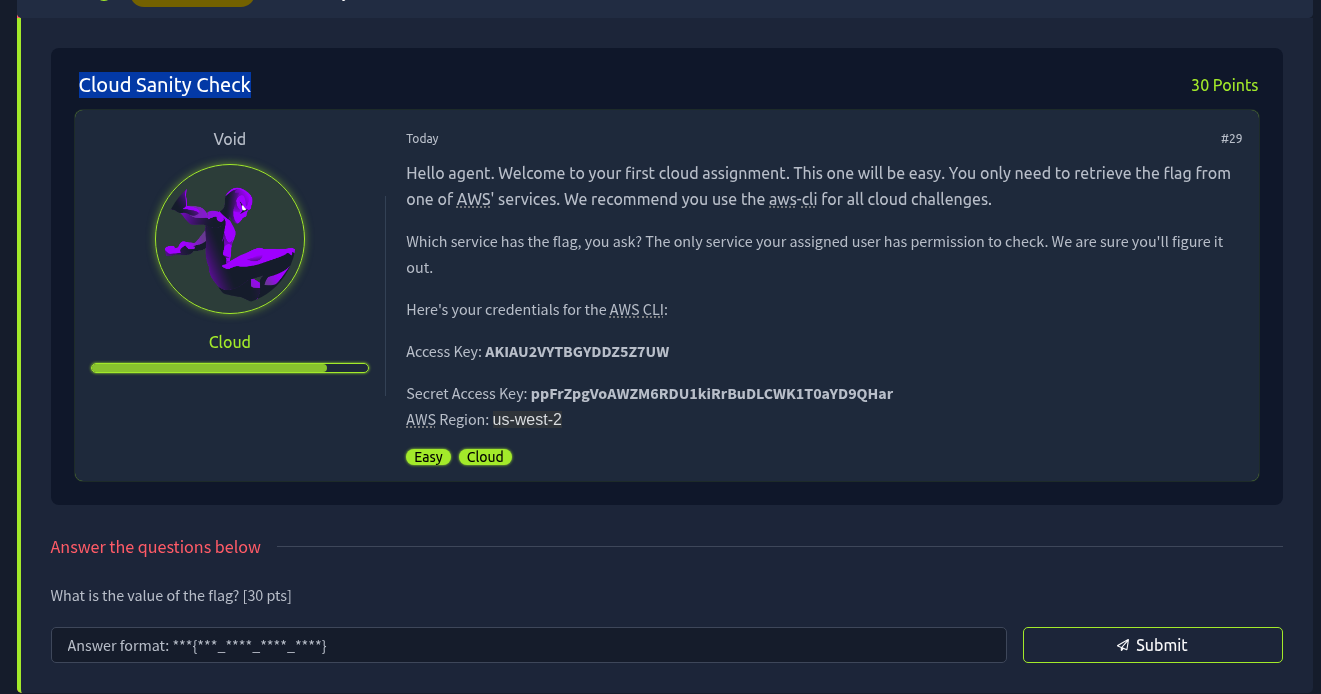 Cloud Sanity Check
30 Points
Void
Cloud
Today
#29
Hello agent. Welcome to your first cloud assignment. This one will be easy. You only need to retrieve the flag from
one of AWS' services. We recommend you use the aws-cli for all cloud challenges.
Which service has the flag, you ask? The only service your assigned user has permission to check. We are sure you'll figure it
out.
Here's your credentials for the AWS CLI:
Access Key: AKIAU2VYTBGYDDZ5Z7UW
Secret Access Key: ppFrZpgVoAWZM6RDU1kiRrBuDLCWK1T0aYD9QHar
AWS Region: us-west-2
Easy Cloud
Answer the questions below
What is the value of the flag? [30 pts]
Answer format: ***{***_****_****_****}
Submit